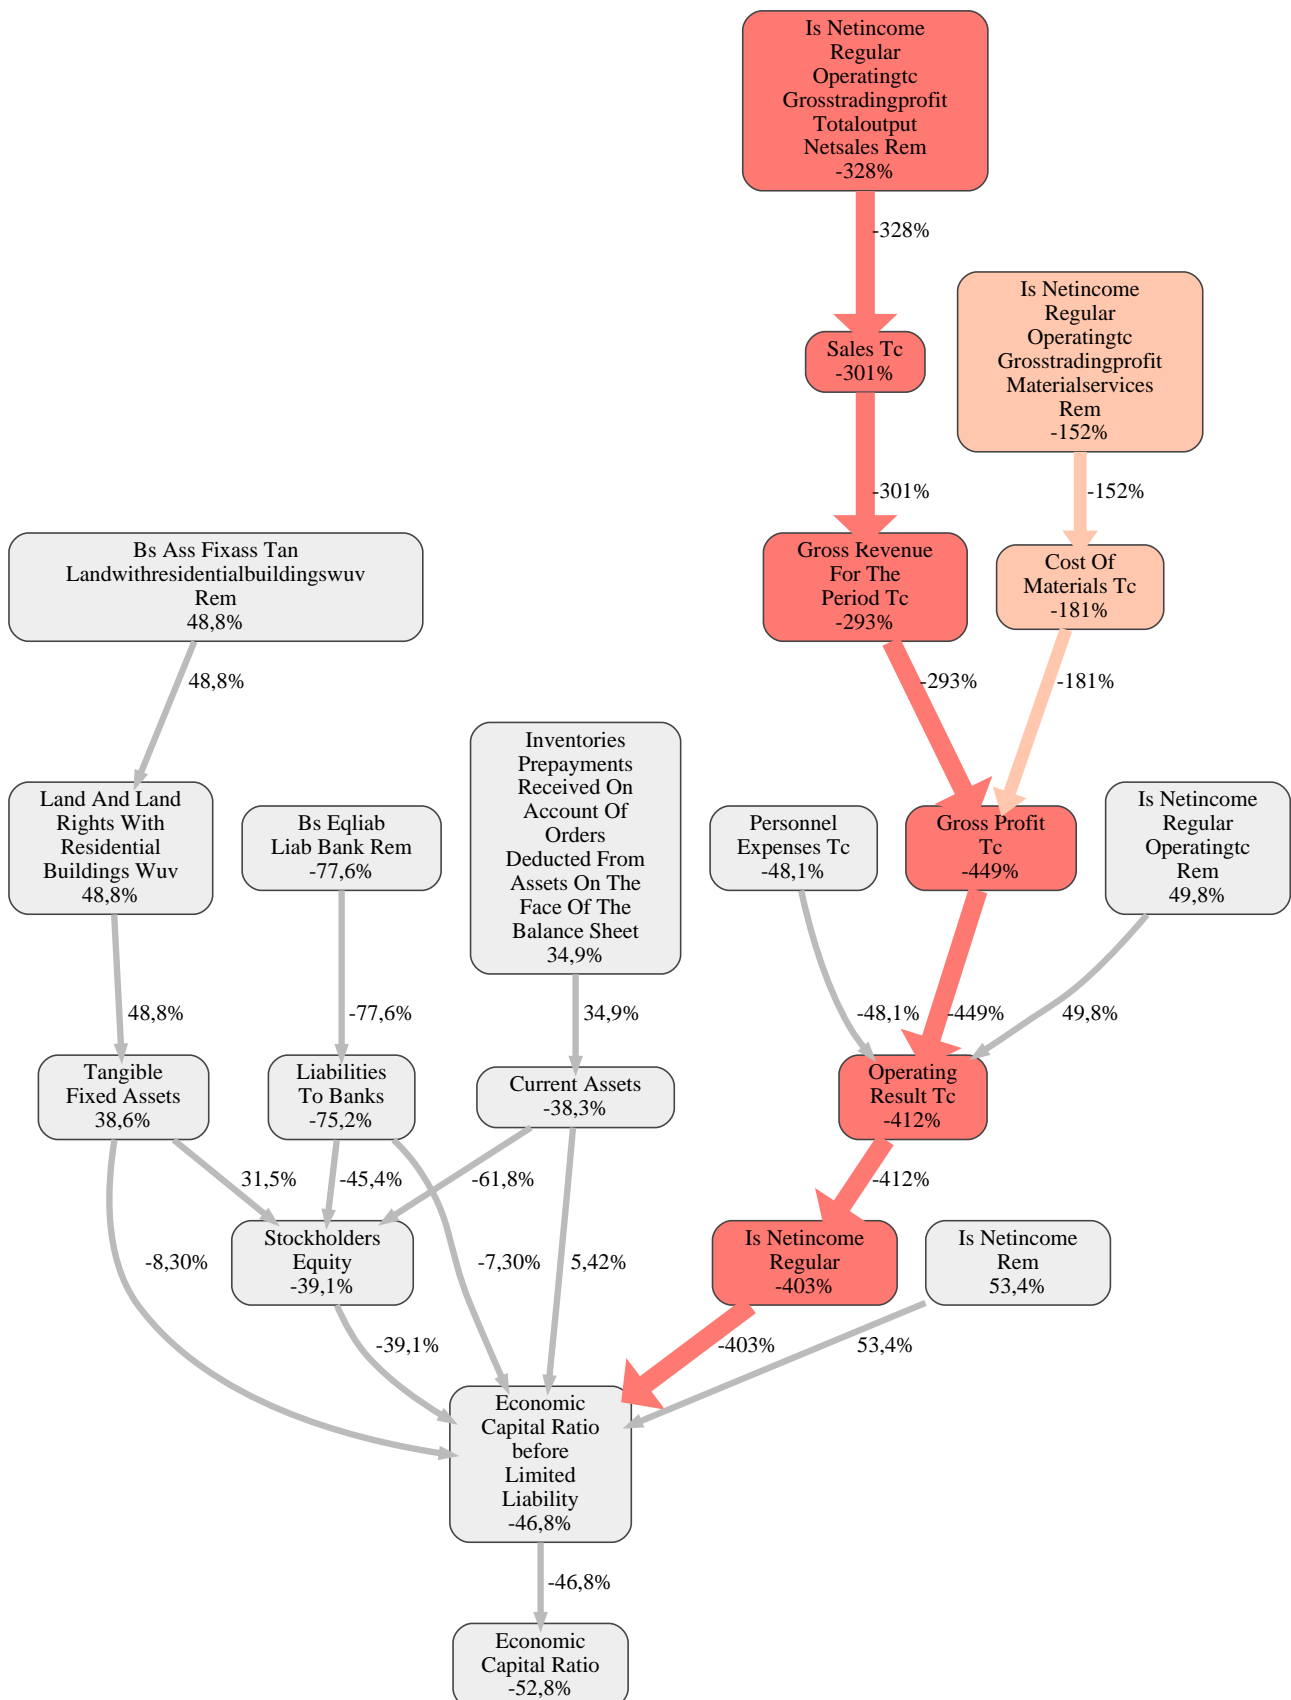 Is Netincome
Regular
Operatingtc
Grosstradingprofit
Totaloutput
Netsales Rem
-328%
-328%
Is Netincome
Regular
Operatingtc
Grosstradingprofit
Materialservices
Rem
-152%
Sales Tc
-301%
-301%
-152%
Bs Ass Fixass Tan
Landwithresidentialbuildingswuv
Rem
48,8%
Gross Revenue
For The
Period Tc
-293%
Cost Of
Materials Tc
-181%
48,8%
-293%
-181%
Land And Land
Rights With
Residential
Buildings Wuv
48,8%
Bs Eqliab
Liab Bank Rem
-77,6%
Inventories
Prepayments
Received On
Account Of
Orders
Deducted From
Assets On The
Face Of The
Balance Sheet
34,9%
Personnel
Expenses Tc
-48,1%
Gross Profit
Tc
-449%
Is Netincome
Regular
Operatingtc
Rem
49,8%
48,8%
-77,6%
34,9%
-48,1%
-449%
49,8%
Tangible
Fixed Assets
38,6%
Liabilities
To Banks
-75,2%
Current Assets
-38,3%
Operating
Result Tc
-412%
31,5%
-45,4%
-61,8%
-412%
Stockholders
Equity
-39,1%
Is Netincome
Regular
-403%
Is Netincome
Rem
53,4%
-8,30%
-7,30%
5,42%
-39,1%
-403%
53,4%
Economic
Capital Ratio
before
Limited
Liability
-46,8%
-46,8%
Economic
Capital Ratio
-52,8%